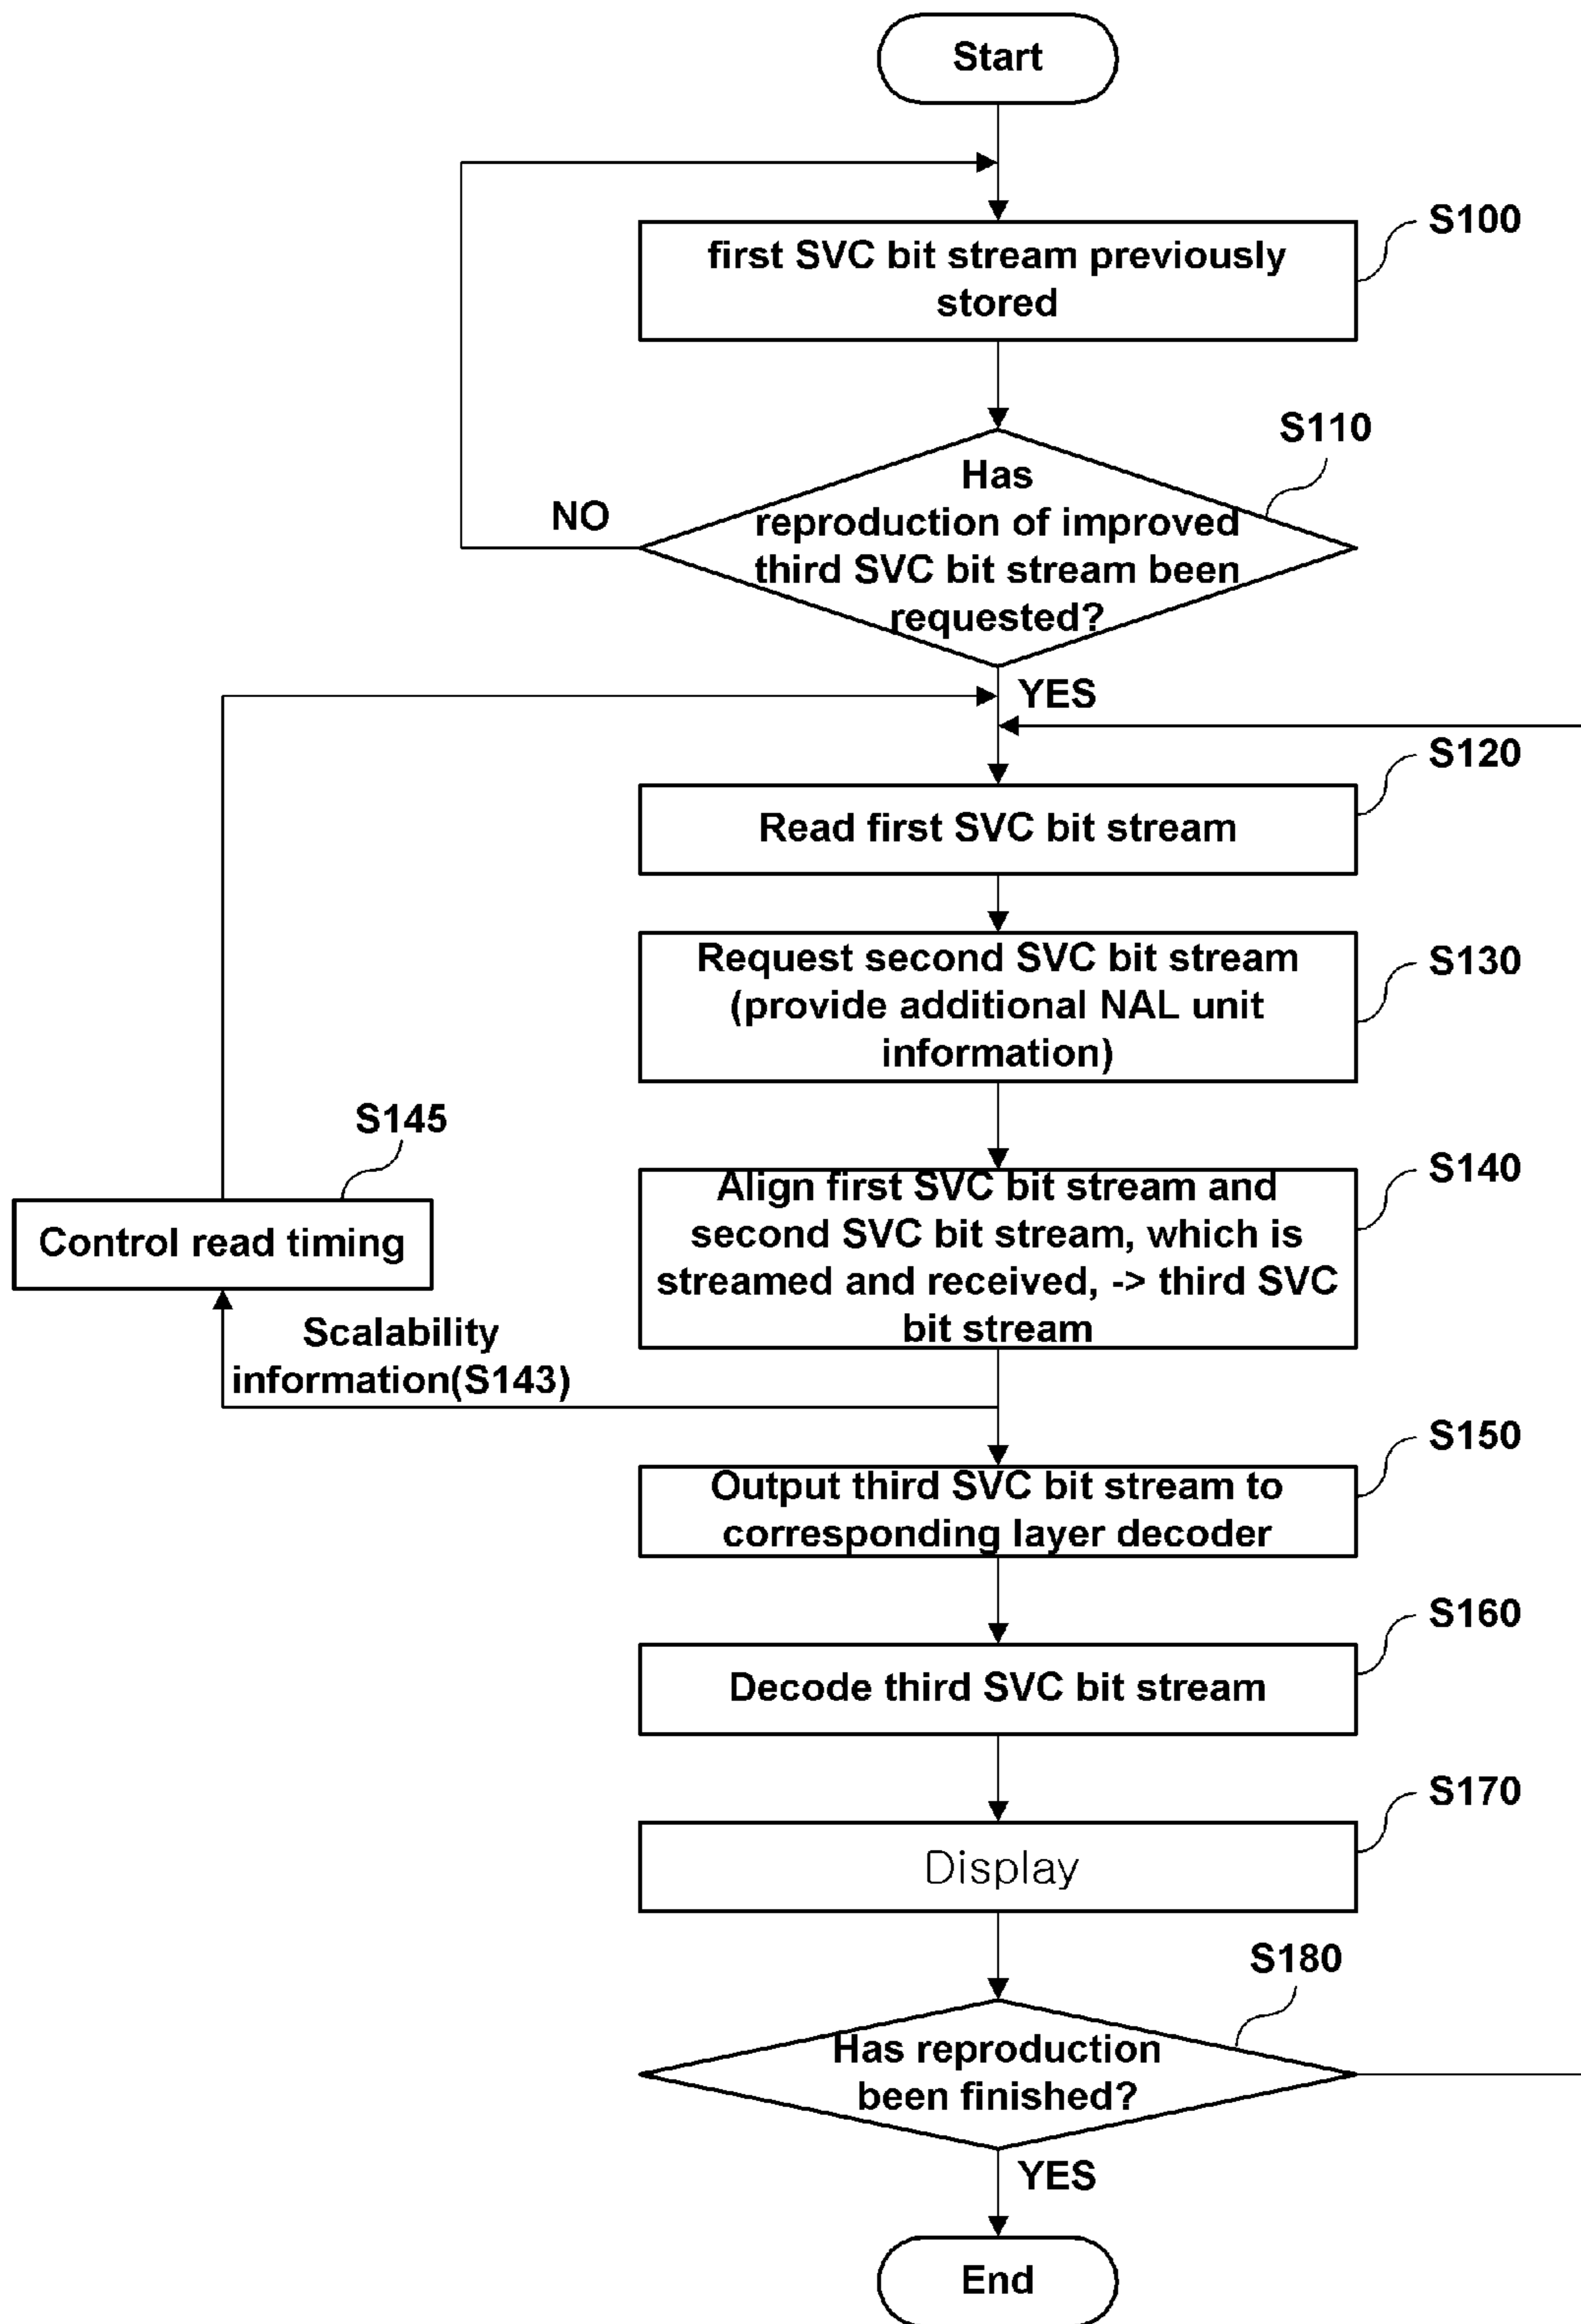 Start
S100
first SVC bit stream previously
stored
S110
Has
reproduction of improved
third SVC bit stream been
requested?
NO
YES
S120
Read first SVC bit stream
S130
Request second SVC bit stream
(provide additional NAL unit
information)
S145
Control read timing
S140
Align first SVC bit stream and
second SVC bit stream, which is
streamed and received, -> third SVC
bit stream
Scalability
information(S143)
S150
Output third SVC bit stream to
corresponding layer decoder
S160
Decode third SVC bit stream
S170
Display
S180
Has reproduction
been finished?
YES
End